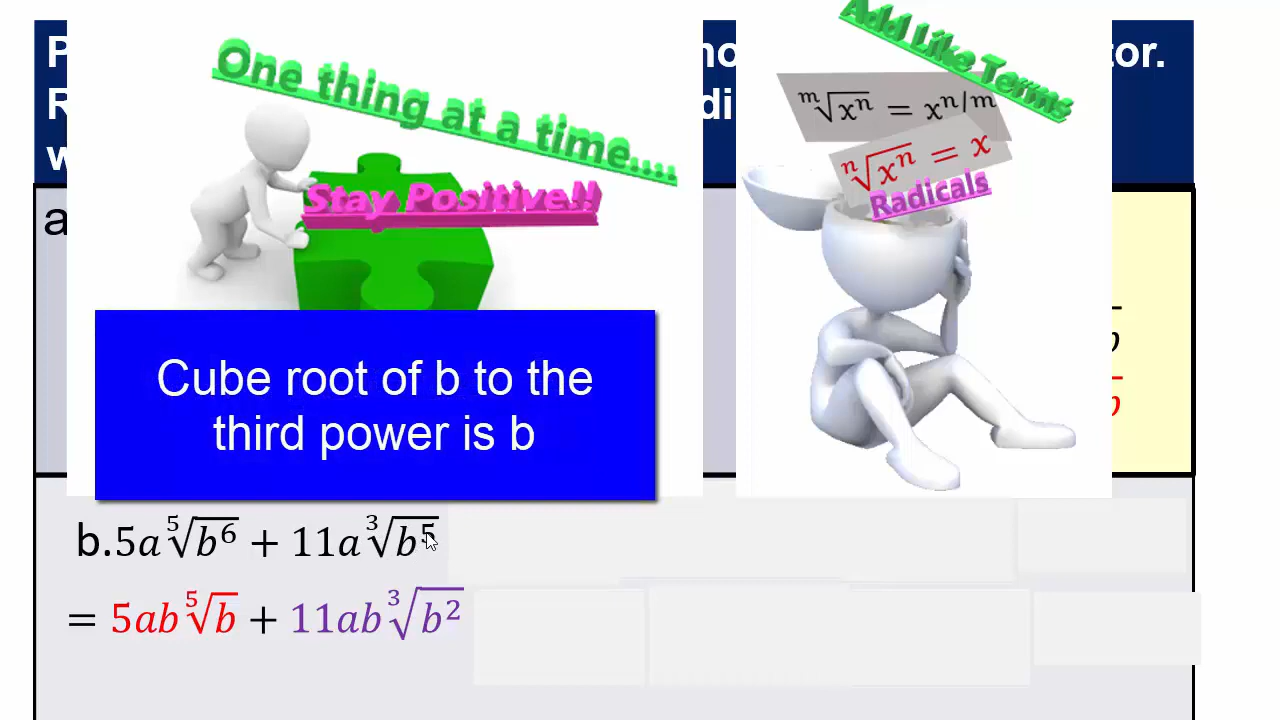 One thing at a time....
Stay Positive!!
Add Like Terms
ᵐ√xⁿ = x^{n/m}
ⁿ√xⁿ = x
Radicals
Cube root of b to the
third power is b
b. 5a ⁵√b⁶ + 11a ³√b⁵
= 5ab ⁵√b + 11ab ³√b²